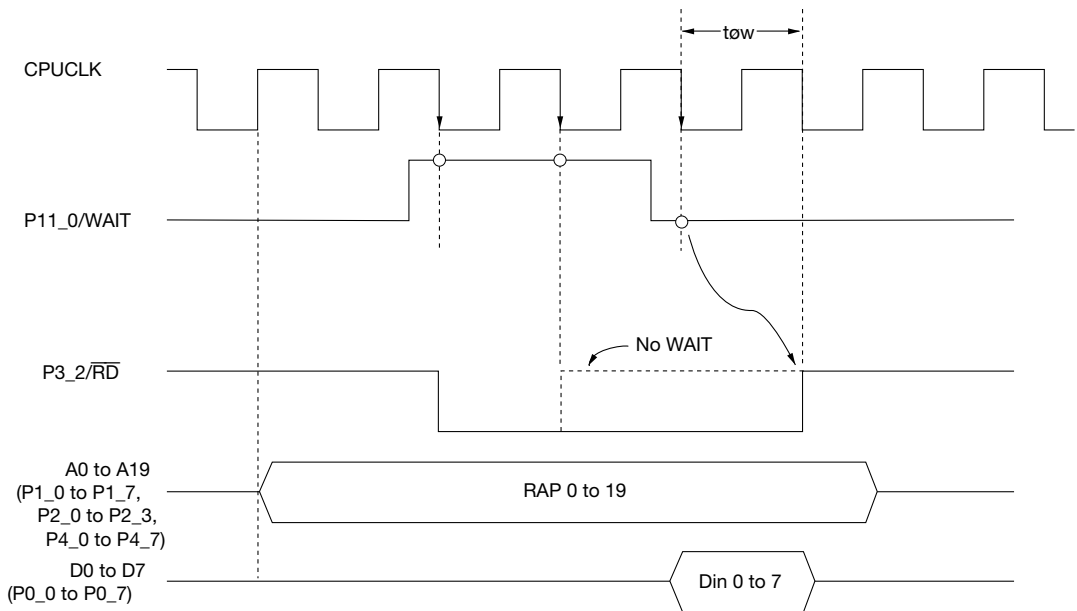 tøw
CPUCLK
P11_0/WAIT
No WAIT
P3_2/R̅D̅
A0 to A19
(P1_0 to P1_7,
P2_0 to P2_3,
P4_0 to P4_7)
RAP 0 to 19
D0 to D7
(P0_0 to P0_7)
Din 0 to 7